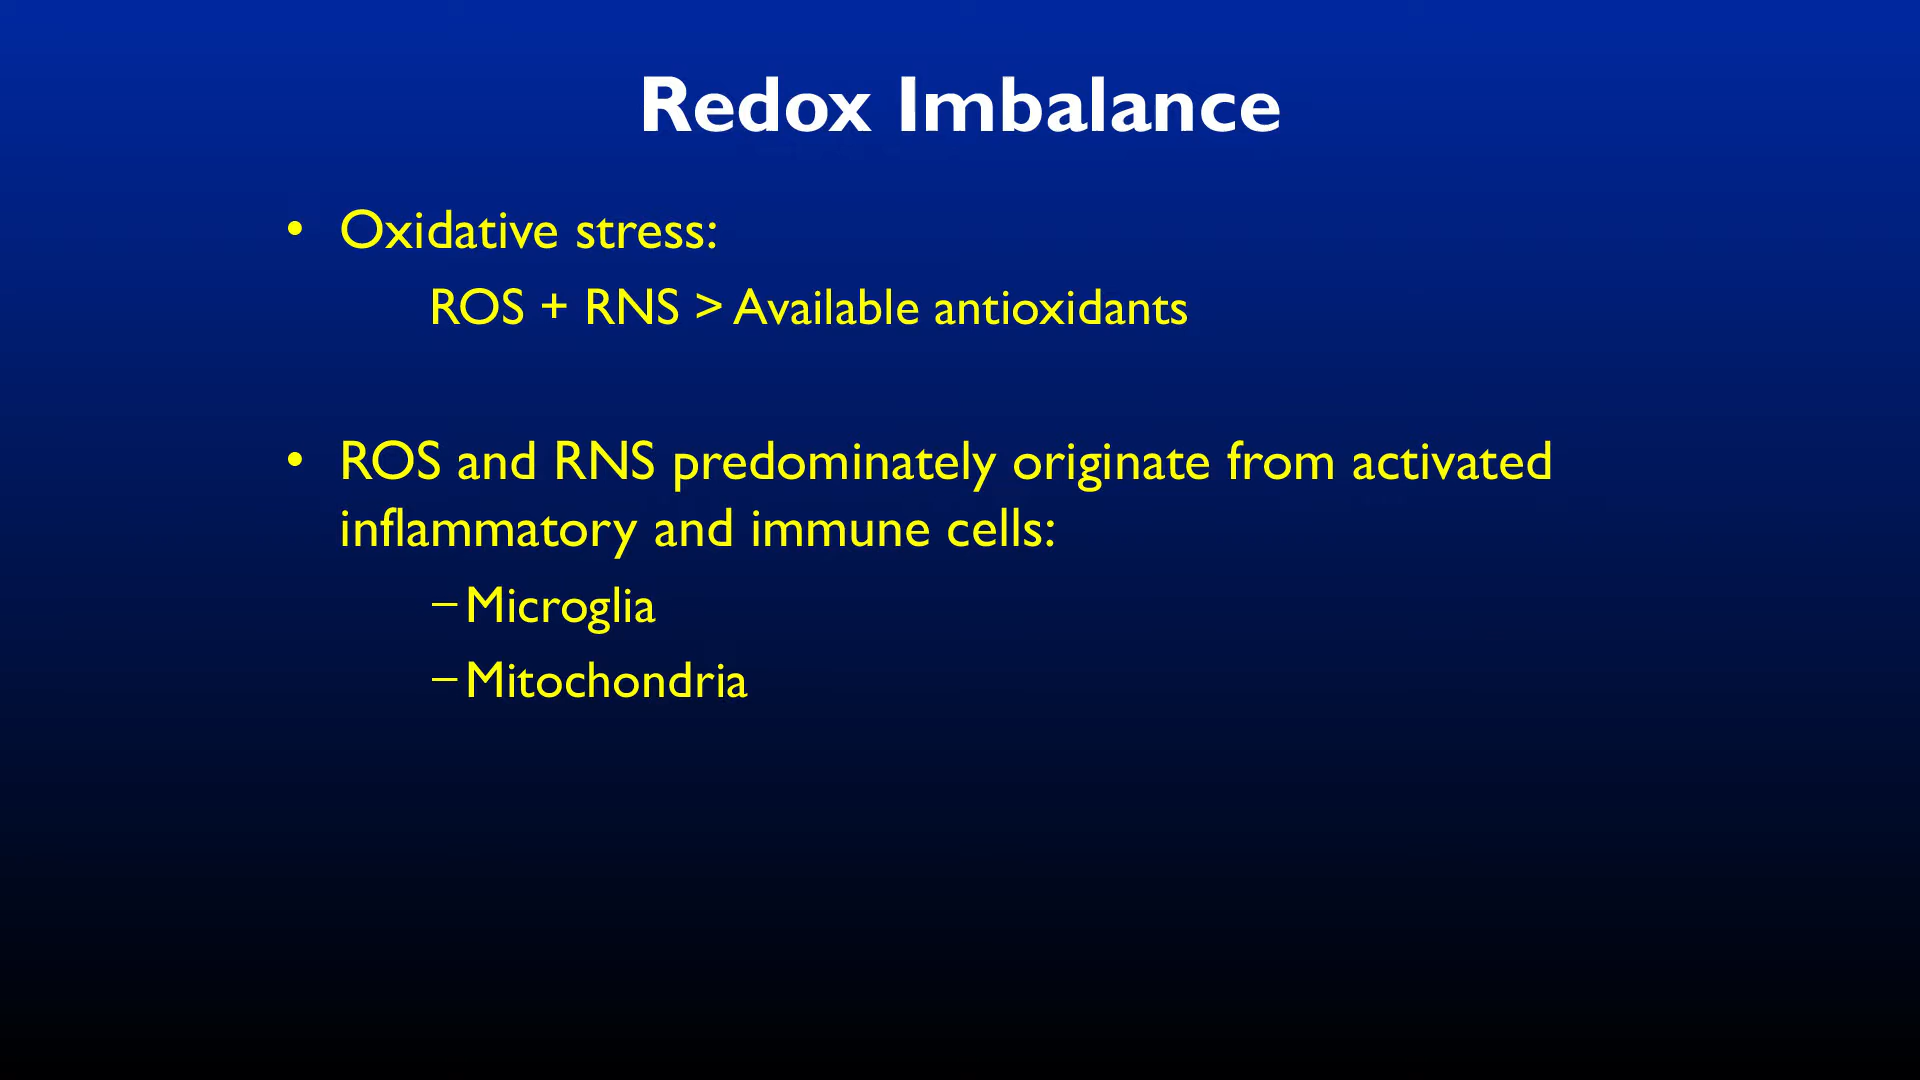 Redox Imbalance
• Oxidative stress:
ROS + RNS > Available antioxidants
• ROS and RNS predominately originate from activated
inflammatory and immune cells:
– Microglia
– Mitochondria